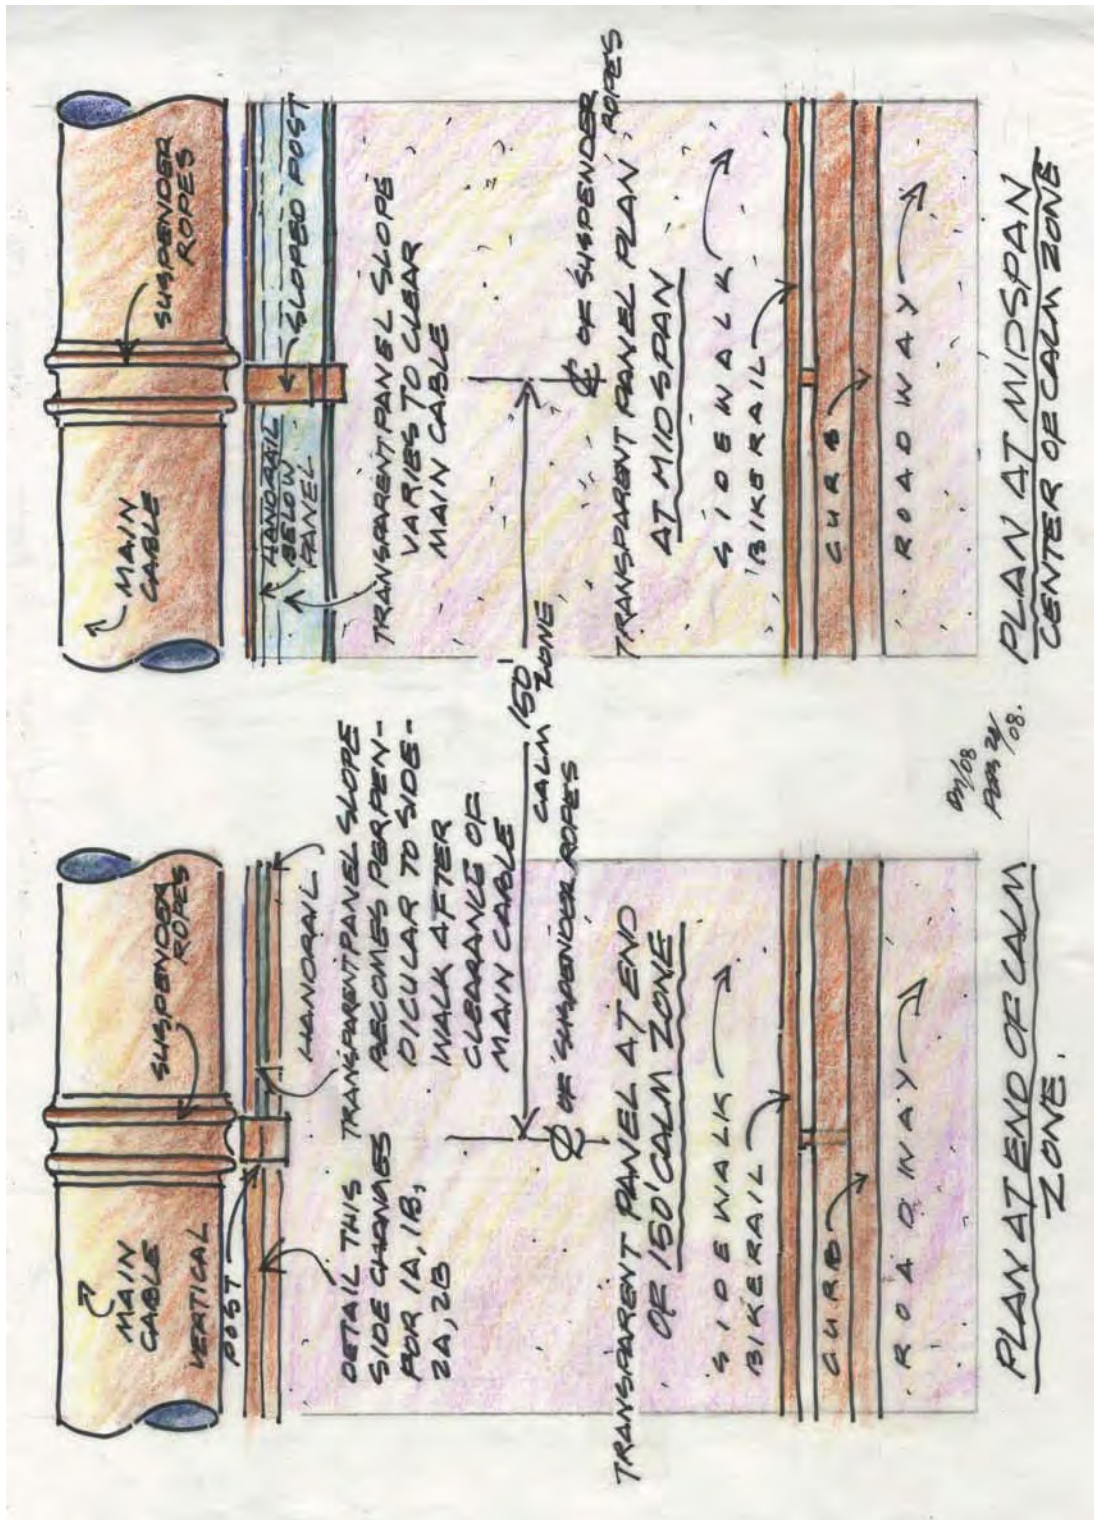 MAIN
CABLE
SUSPENDER
ROPES
VERTICAL
POST
HANDRAIL
DETAIL THIS
SIDE CHANGES
FOR 1A, 1B,
2A, 2B
TRANSPARENT PANEL SLOPE
BECOMES PERPEN-
DICULAR TO SIDE-
WALK AFTER
CLEARANCE OF
MAIN CABLE
150'
CALM ZONE
OF SUSPENDER ROPES
TRANSPARENT PANEL AT END
OF 150' CALM ZONE
SIDEWALK
BIKERAIL
CURB
ROADWAY
PLAN AT END OF CALM
ZONE.
MAIN
CABLE
SUSPENDER
ROPES
HANDRAIL
BELOW
PANEL
SLOPED POST
TRANSPARENT PANEL SLOPE
VARIES TO CLEAR
MAIN CABLE
OF SUSPENDER
ROPES
TRANSPARENT PANEL PLAN
AT MIDSPAN
SIDEWALK
BIKERAIL
CURB
ROADWAY
PLAN AT MIDSPAN
CENTER OF CALM ZONE